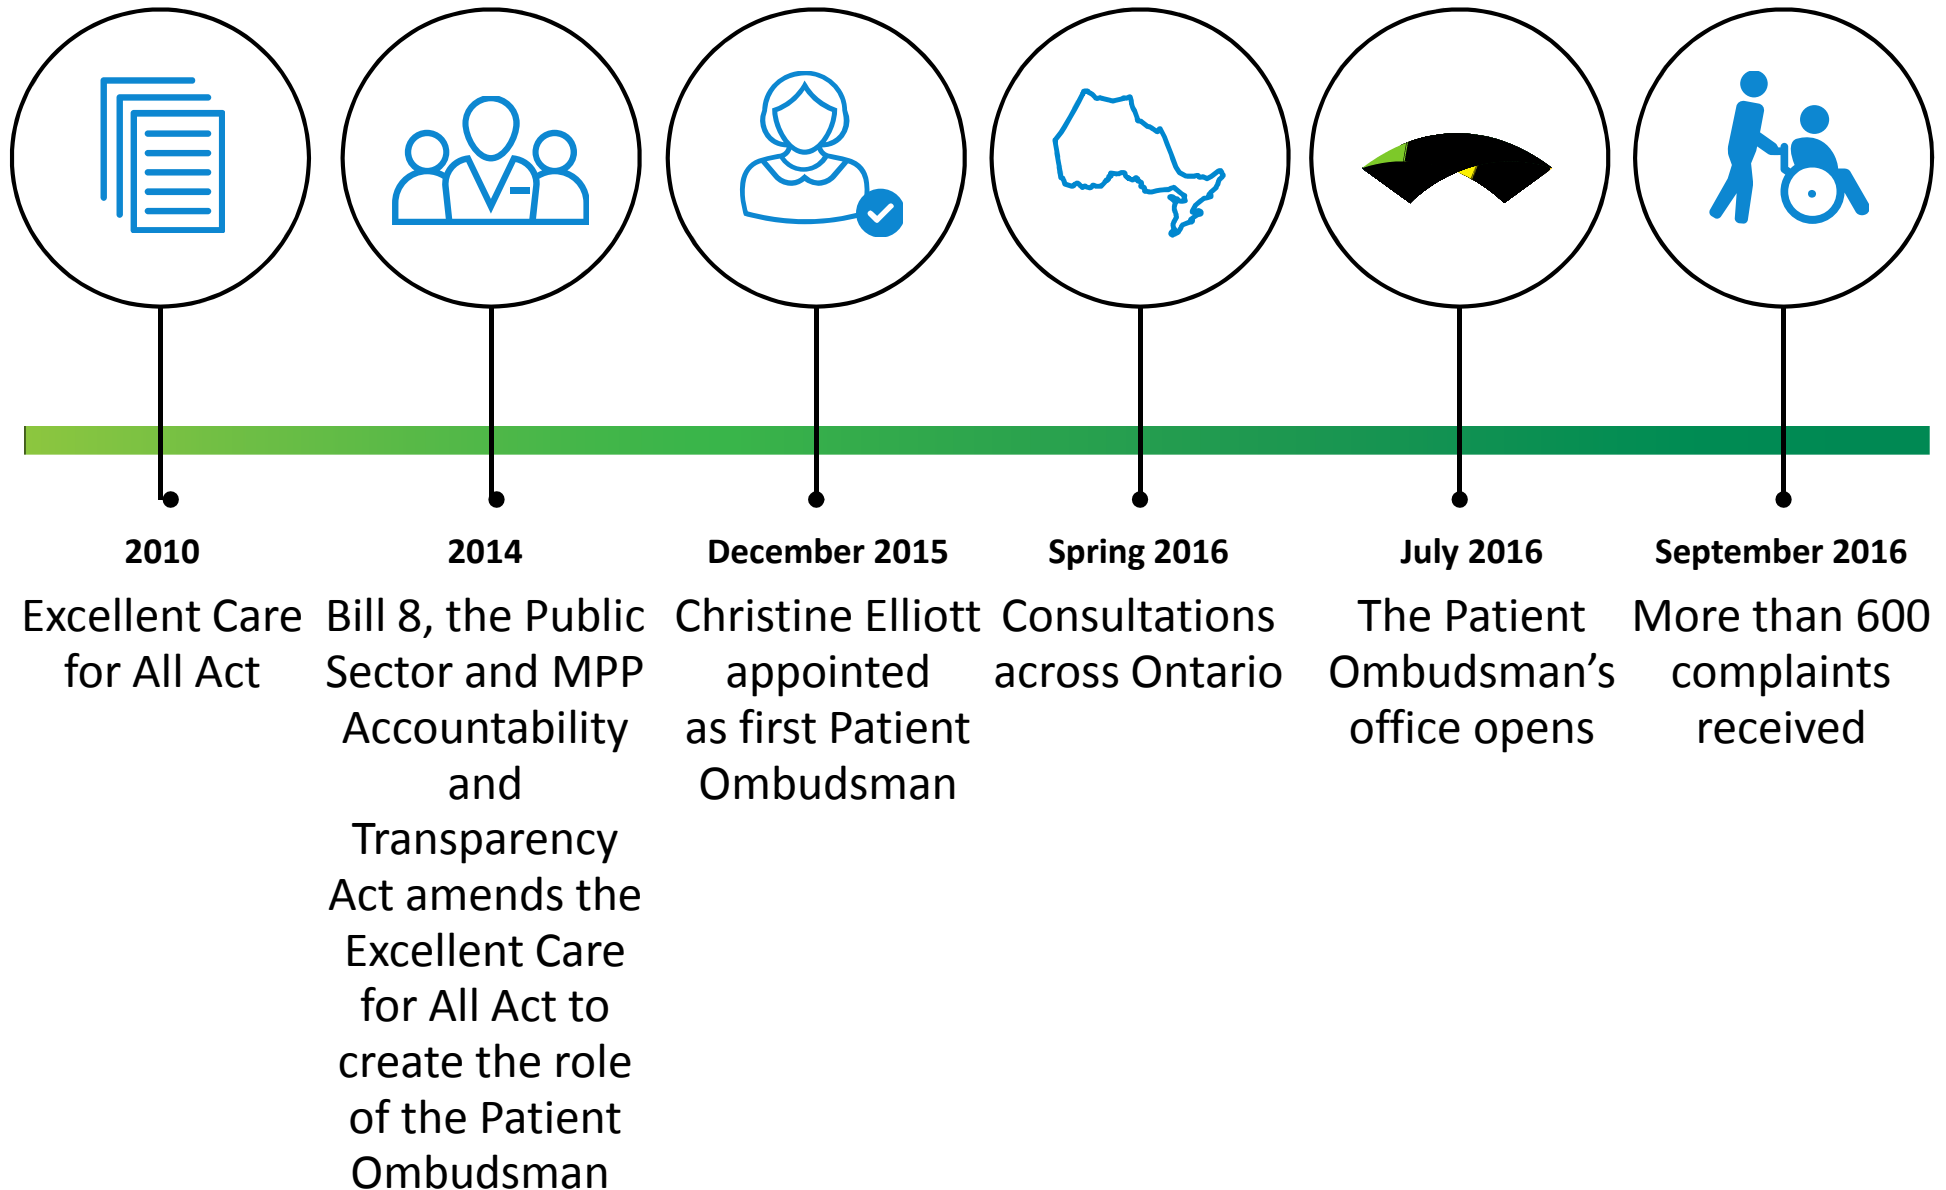 2010
Excellent Care
for All Act
2014
Bill 8, the Public
Sector and MPP
Accountability
and
Transparency
Act amends the
Excellent Care
for All Act to
create the role
of the Patient
Ombudsman
December 2015
Christine Elliott
appointed
as first Patient
Ombudsman
Spring 2016
Consultations
across Ontario
July 2016
The Patient
Ombudsman’s
office opens
September 2016
More than 600
complaints
received